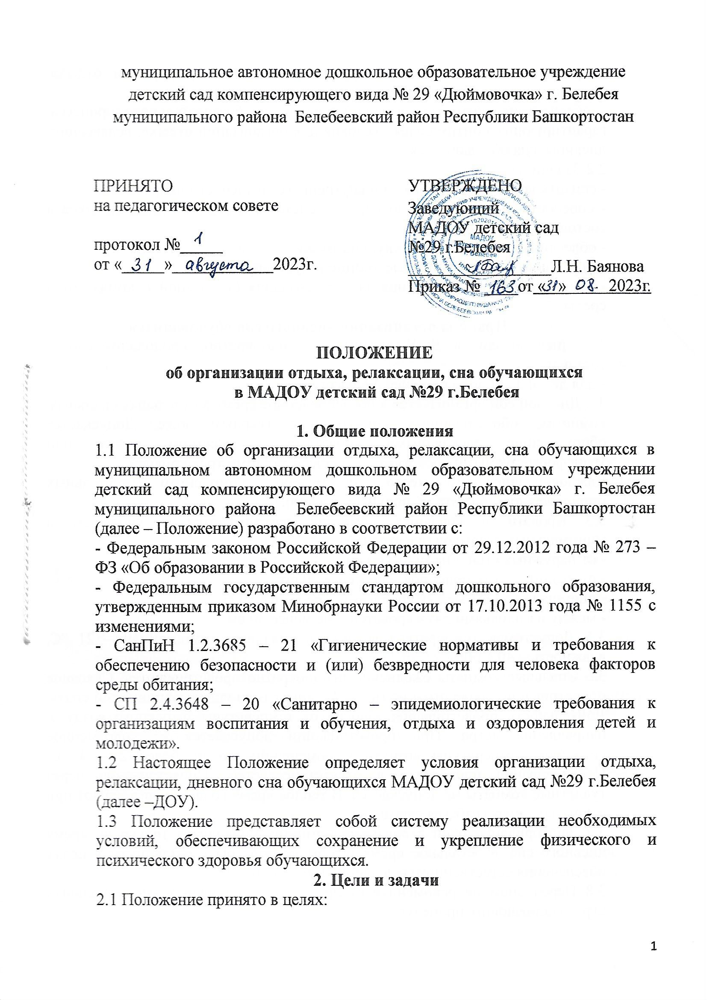 муниципальное автономное дошкольное образовательное учреждение
детский сад компенсирующего вида № 29 «Дюймовочка» г. Белебея
муниципального района Белебеевский район Республики Башкортостан
ПРИНЯТО
на педагогическом совете
протокол № 1
от «31» августа 2023г.
УТВЕРЖДЕНО
Заведующий
МАДОУ детский сад
№29 г.Белебея
Л.Н. Баянова
Приказ № 163 от «31» 08. 2023г.
ПОЛОЖЕНИЕ
об организации отдыха, релаксации, сна обучающихся
в МАДОУ детский сад №29 г.Белебея
1. Общие положения
1.1 Положение об организации отдыха, релаксации, сна обучающихся в
муниципальном автономном дошкольном образовательном учреждении
детский сад компенсирующего вида № 29 «Дюймовочка» г. Белебея
муниципального района Белебеевский район Республики Башкортостан
(далее – Положение) разработано в соответствии с:
- Федеральным законом Российской Федерации от 29.12.2012 года № 273 –
ФЗ «Об образовании в Российской Федерации»;
- Федеральным государственным стандартом дошкольного образования,
утвержденным приказом Минобрнауки России от 17.10.2013 года № 1155 с
изменениями;
- СанПиН 1.2.3685 – 21 «Гигиенические нормативы и требования к
обеспечению безопасности и (или) безвредности для человека факторов
среды обитания;
- СП 2.4.3648 – 20 «Санитарно – эпидемиологические требования к
организациям воспитания и обучения, отдыха и оздоровления детей и
молодежи».
1.2 Настоящее Положение определяет условия организации отдыха,
релаксации, дневного сна обучающихся МАДОУ детский сад №29 г.Белебея
(далее –ДОУ).
1.3 Положение представляет собой систему реализации необходимых
условий, обеспечивающих сохранение и укрепление физического и
психического здоровья обучающихся.
2. Цели и задачи
2.1 Положение принято в целях:
1